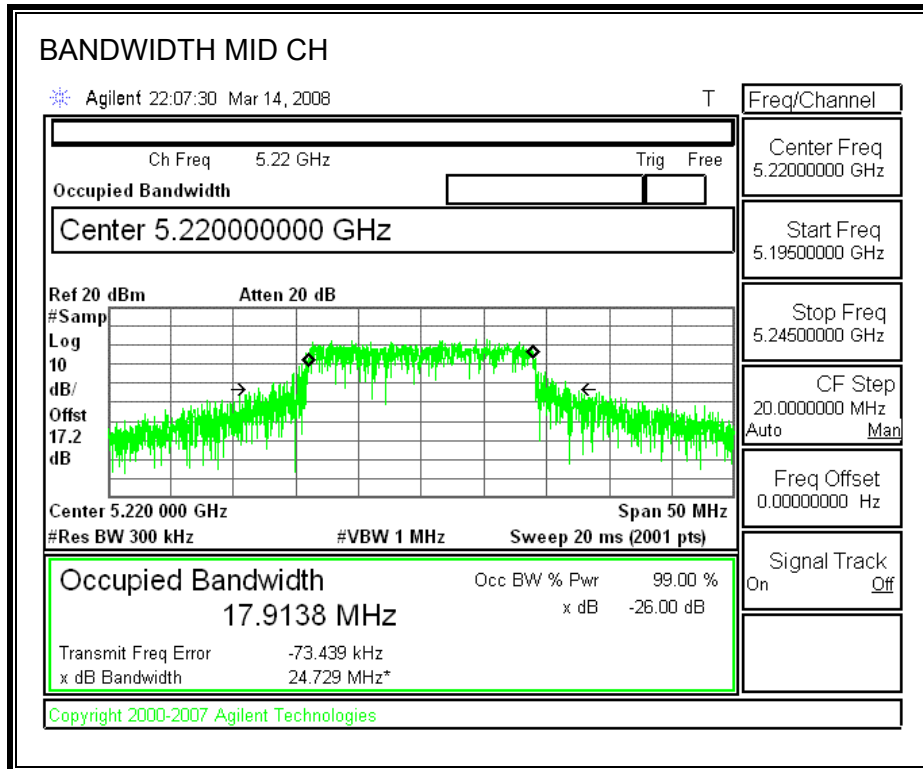 BANDWIDTH MID CH
Agilent 22:07:30 Mar 14, 2008 T
Freq/Channel
Ch Freq 5.22 GHz Trig Free
Occupied Bandwidth
Center 5.220000000 GHz
Ref 20 dBm Atten 20 dB
#Samp
Log
10
dB/
Offst
17.2
dB
Center 5.220 000 GHz Span 50 MHz
#Res BW 300 kHz #VBW 1 MHz Sweep 20 ms (2001 pts)
Occupied Bandwidth Occ BW % Pwr 99.00 %
17.9138 MHz x dB -26.00 dB
Transmit Freq Error -73.439 kHz
x dB Bandwidth 24.729 MHz*
Copyright 2000-2007 Agilent Technologies
Center Freq
5.22000000 GHz
Start Freq
5.19500000 GHz
Stop Freq
5.24500000 GHz
CF Step
20.0000000 MHz
Auto Man
Freq Offset
0.00000000 Hz
Signal Track
On Off